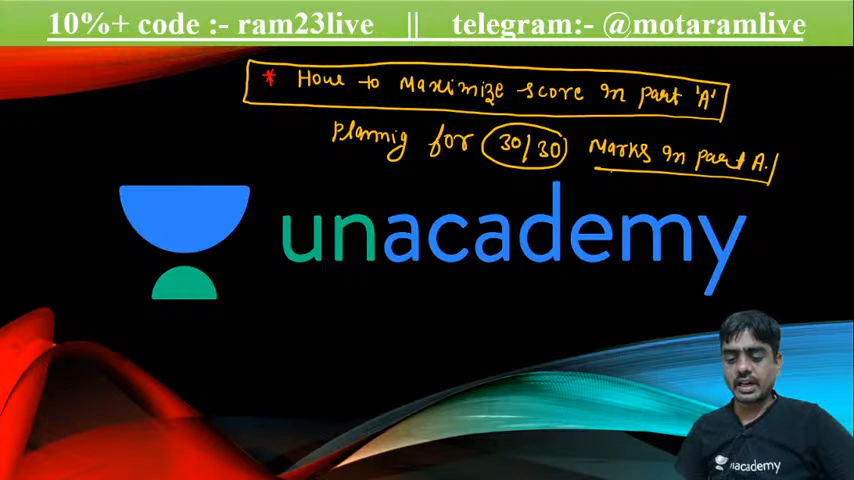 10%+ code :- ram23live || telegram:- @motaramlive
* How to Maximize score in part 'A'
Plannig for 30/30 Marks in part A.
unacademy
unacademy